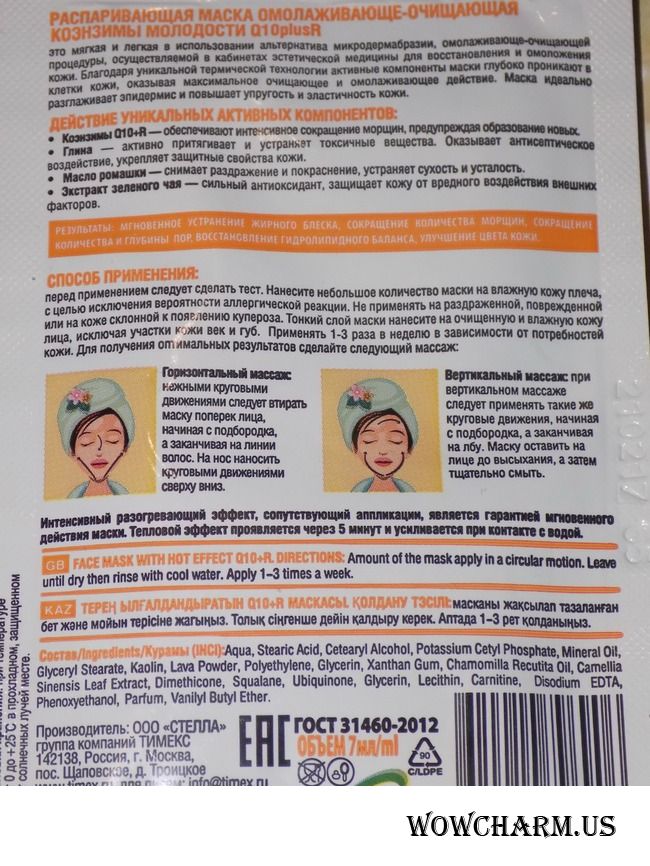 РАСПАРИВАЮЩАЯ МАСКА ОМОЛАЖИВАЮЩЕ-ОЧИЩАЮЩАЯ
КОЭНЗИМЫ МОЛОДОСТИ Q10plusR
это мягкая и легкая в использовании альтернатива микродермабразии, омолаживающе-очищающей
процедуры, осуществляемой в кабинетах эстетической медицины для восстановления и омоложения
кожи. Благодаря уникальной термической технологии активные компоненты маски глубоко проникают в
клетки кожи, оказывая максимальное очищающее и омолаживающее действие. Маска идеально
разглаживает эпидермис и повышает упругость и эластичность кожи.
ДЕЙСТВИЕ УНИКАЛЬНЫХ АКТИВНЫХ КОМПОНЕНТОВ:
• Коэнзимы Q10+R — обеспечивают интенсивное сокращение морщин, предупреждая образование новых.
• Глина — активно притягивает и устраняет токсичные вещества. Оказывает антисептическое
воздействие, укрепляет защитные свойства кожи.
• Масло ромашки — снимает раздражение и покраснение, устраняет сухость и усталость.
• Экстракт зеленого чая — сильный антиоксидант, защищает кожу от вредного воздействия внешних
факторов.
РЕЗУЛЬТАТЫ: МГНОВЕННОЕ УСТРАНЕНИЕ ЖИРНОГО БЛЕСКА, СОКРАЩЕНИЕ КОЛИЧЕСТВА МОРЩИН, СОКРАЩЕНИЕ
КОЛИЧЕСТВА И ГЛУБИНЫ ПОР, ВОССТАНОВЛЕНИЕ ГИДРОЛИПИДНОГО БАЛАНСА, УЛУЧШЕНИЕ ЦВЕТА КОЖИ.
СПОСОБ ПРИМЕНЕНИЯ:
перед применением следует сделать тест. Нанесите небольшое количество маски на влажную кожу плеча,
с целью исключения вероятности аллергической реакции. Не применять на раздраженной, поврежденной
или на коже склонной к появлению купероза. Тонкий слой маски нанесите на очищенную и влажную кожу
лица, исключая участки кожи век и губ. Применять 1-3 раза в неделю в зависимости от потребностей
кожи. Для получения оптимальных результатов сделайте следующий массаж:
Горизонтальный массаж:
нежными круговыми
движениями следует втирать
маску поперек лица,
начиная с подбородка,
а заканчивая на линии
волос. На нос наносить
круговыми движениями
сверху вниз.
Вертикальный массаж: при
вертикальном массаже
следует применять такие же
круговые движения, начиная
с подбородка, а заканчивая
на лбу. Маску оставить на
лице до высыхания, а затем
тщательно смыть.
Интенсивный разогревающий эффект, сопутствующий аппликации, является гарантией мгновенного
действия маски. Тепловой эффект проявляется через 5 минут и усиливается при контакте с водой.
GB FACE MASK WITH HOT EFFECT Q10+R. DIRECTIONS: Amount of the mask apply in a circular motion. Leave
until dry then rinse with cool water. Apply 1–3 times a week.
KAZ ТЕРЕҢ ЫЛҒАЛДАНДЫРАТЫН Q10+R МАСКАСЫ. ҚОЛДАНУ ТӘСІЛІ: масканы жақсылап тазаланған
бет және мойын терісіне жағыңыз. Толық сіңгенше дейін қалдыру керек. Аптада 1–3 рет қолданыңыз.
Состав/Ingredients/Құрамы (INCI): Aqua, Stearic Acid, Cetearyl Alcohol, Potassium Cetyl Phosphate, Mineral Oil,
Glyceryl Stearate, Kaolin, Lava Powder, Polyethylene, Glycerin, Xanthan Gum, Chamomilla Recutita Oil, Camellia
Sinensis Leaf Extract, Dimethicone, Squalane, Ubiquinone, Glycerin, Lecithin, Carnitine, Disodium EDTA,
Phenoxyethanol, Parfum, Vanilyl Butyl Ether.
Производитель: ООО «СТЕЛЛА»
группа компаний ТИМЕКС
142138, Россия, г. Москва,
пос. Щаповское, д. Троицкое
info@timex.ru
EAC
ГОСТ 31460-2012
ОБЪЕМ 7мл/ml
90
C/LDPE
0 до +25°С в прохладном, защищенном
солнечных лучей месте.
210217
WOWCHARM.US